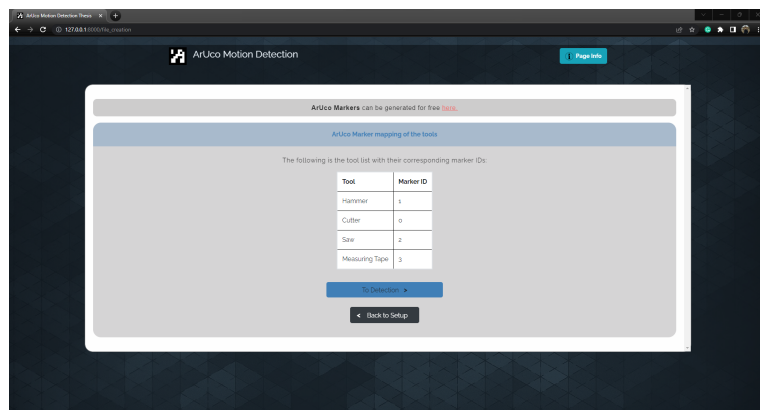 ArUco Motion Detection Thesis
127.0.0.1:8000/file_creation
ArUco Motion Detection
Page Info
ArUco Markers can be generated for free here.
ArUco Marker mapping of the tools
The following is the tool list with their corresponding marker IDs:
Tool Marker ID
Hammer 1
Cutter 0
Saw 2
Measuring Tape 3
To Detection >
< Back to Setup